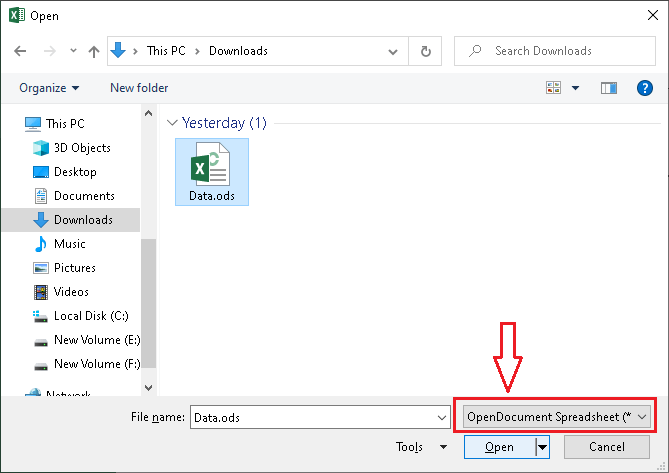 Open
This PC
Downloads
Search Downloads
Organize
New folder
?
This PC
3D Objects
Desktop
Documents
Downloads
Music
Pictures
Videos
Local Disk (C:)
New Volume (E:)
New Volume (F:)
Network
Yesterday (1)
Data.ods
File name:
Data.ods
OpenDocument Spreadsheet (*
Tools
Open
Cancel